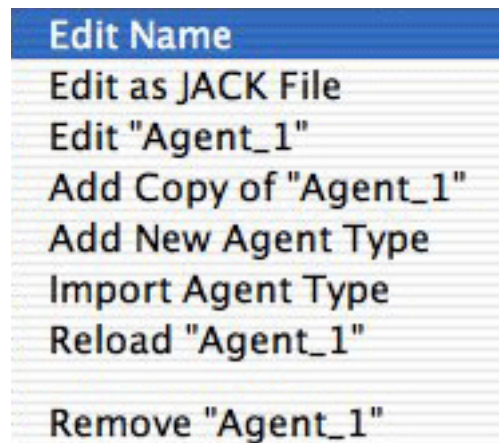 Edit Name
Edit as JACK File
Edit "Agent_1"
Add Copy of "Agent_1"
Add New Agent Type
Import Agent Type
Reload "Agent_1"
Remove "Agent_1"